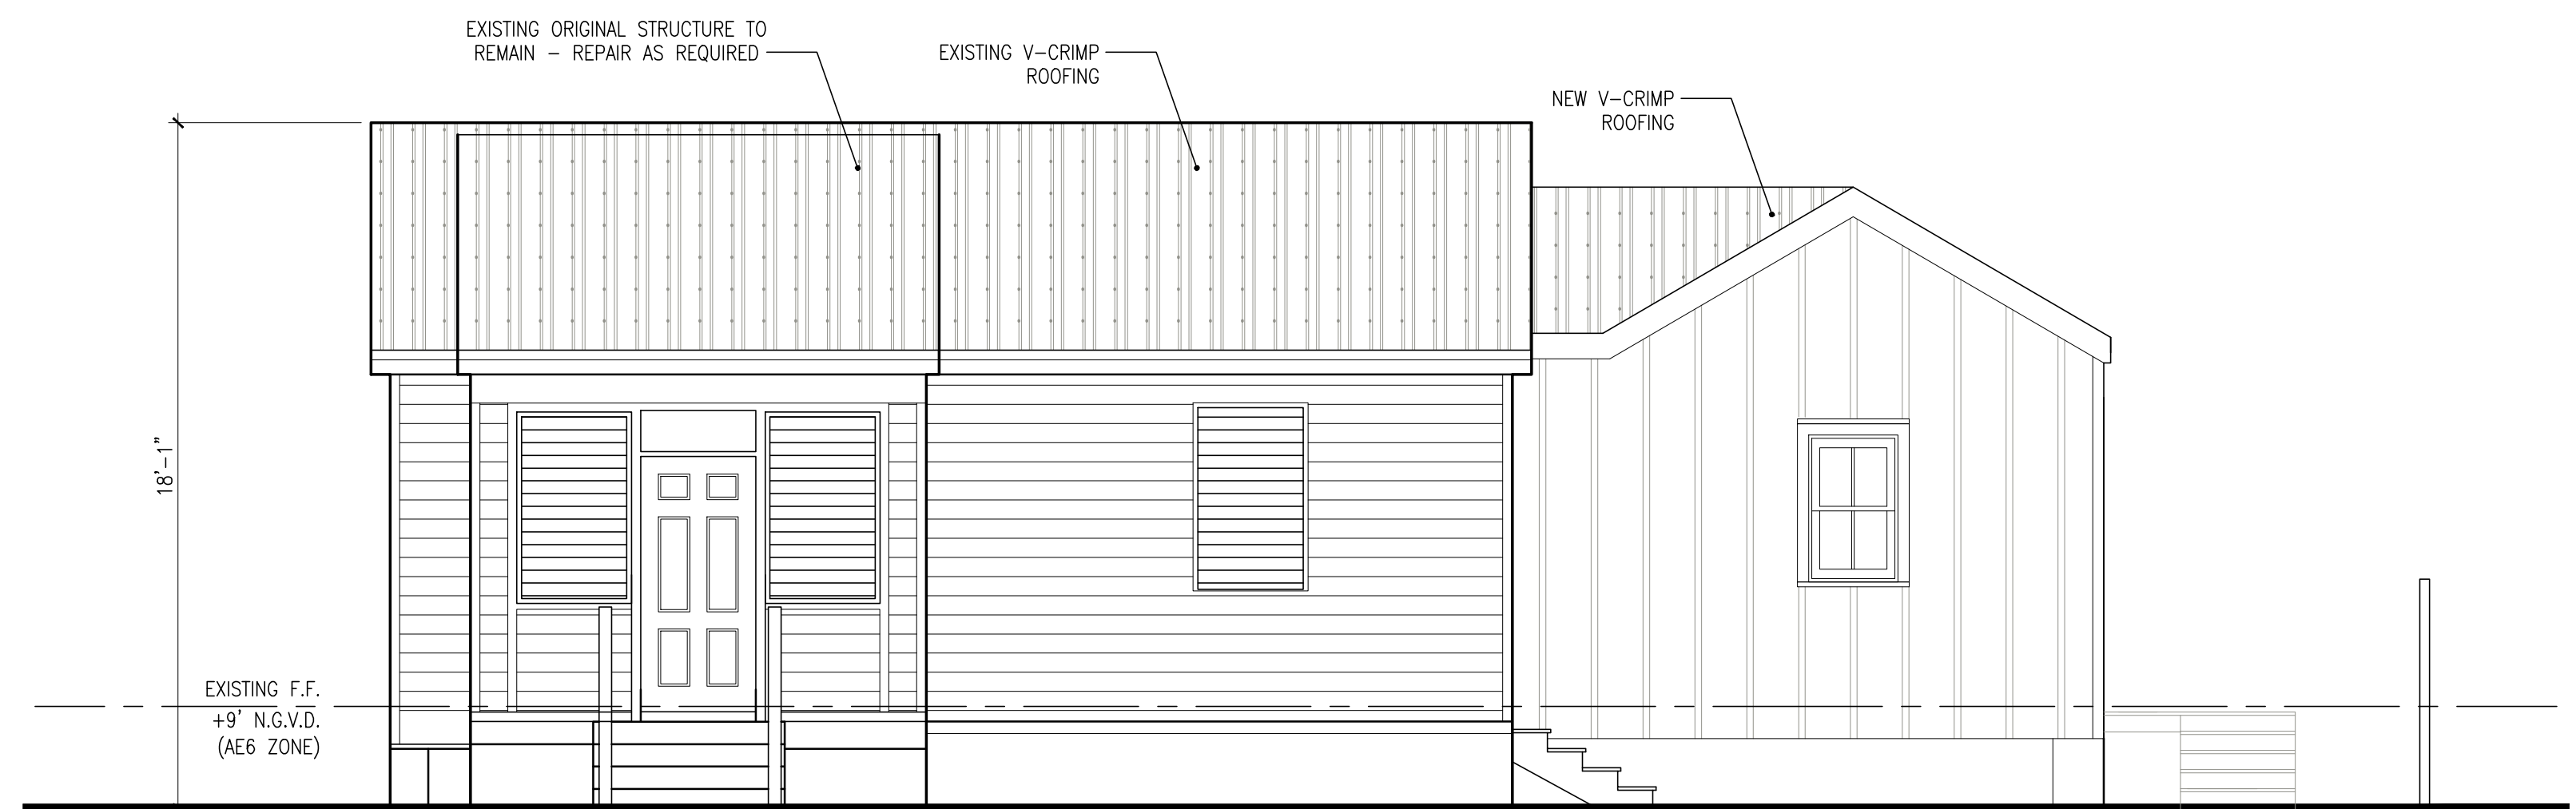 EXISTING ORIGINAL STRUCTURE TO
REMAIN – REPAIR AS REQUIRED
EXISTING V–CRIMP
ROOFING
NEW V–CRIMP
ROOFING
18'–1"
EXISTING F.F.
+9' N.G.V.D.
(AE6 ZONE)